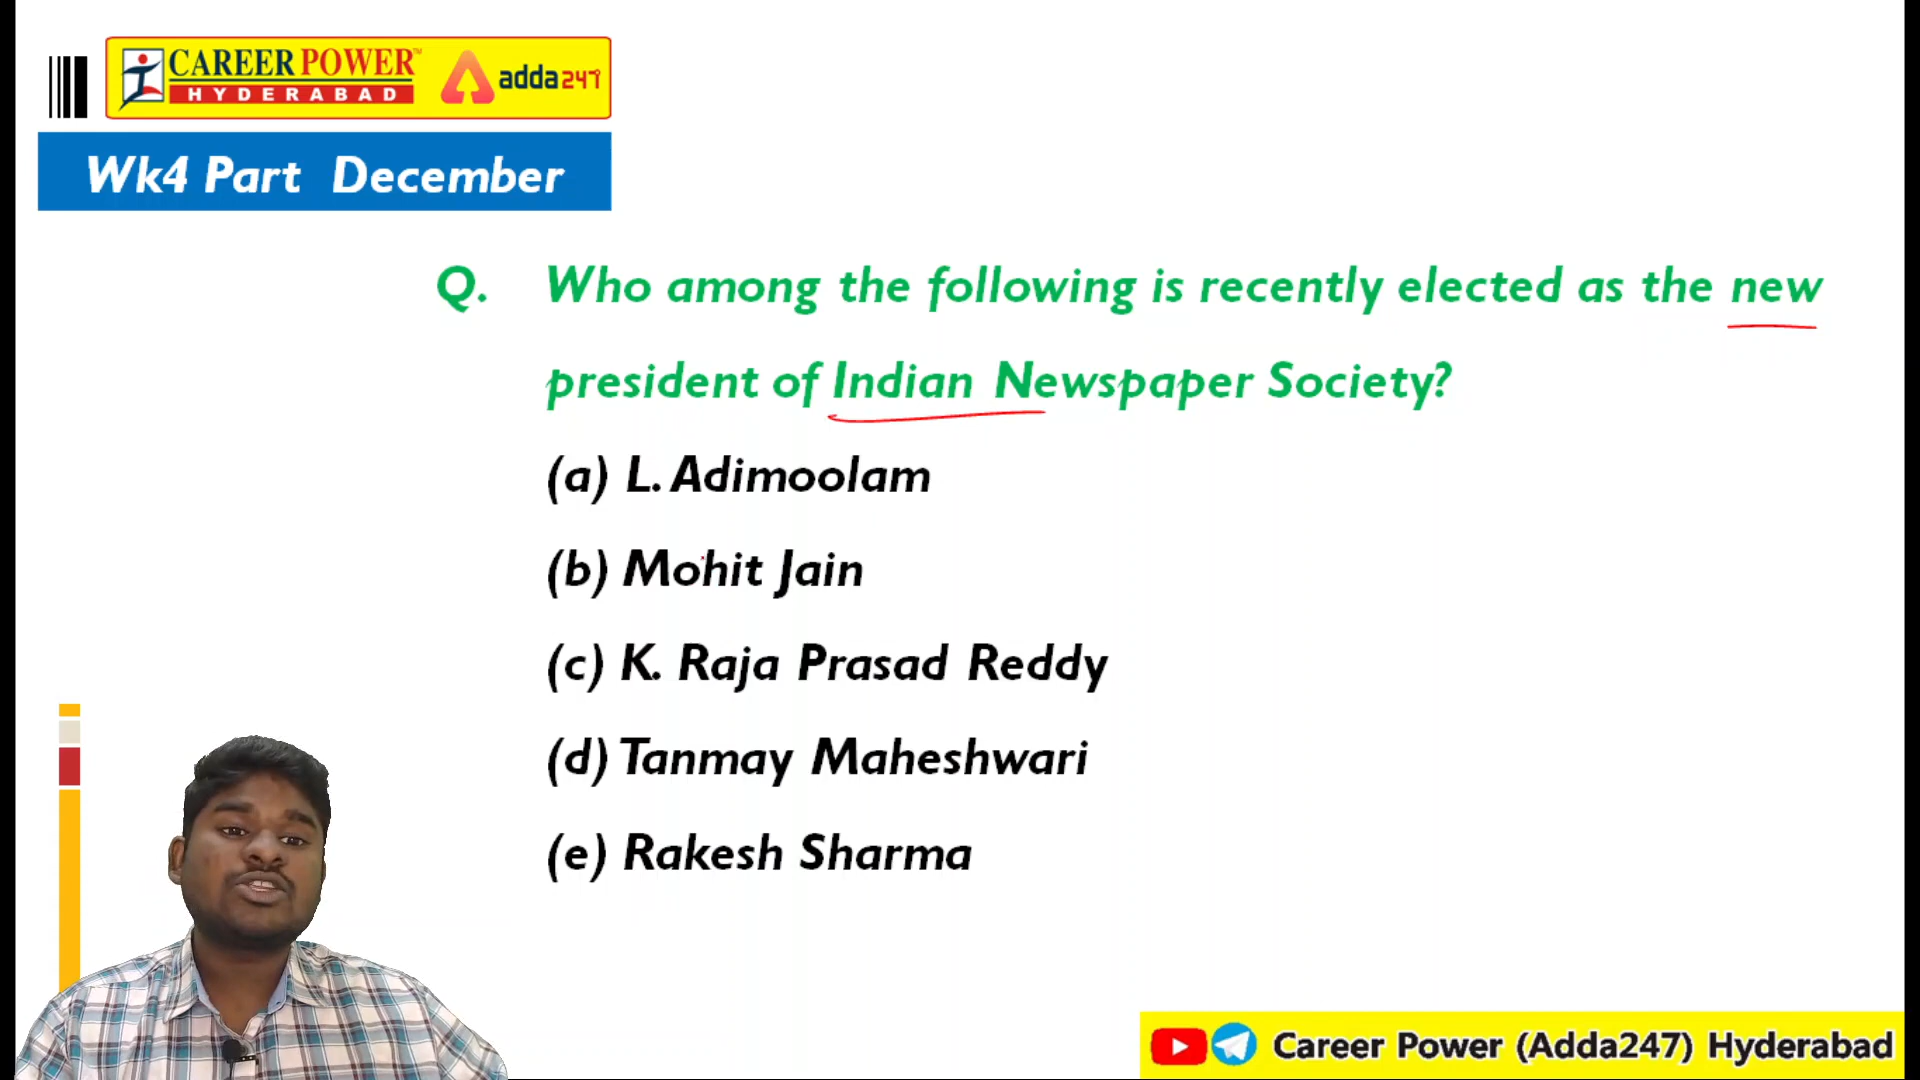 CAREER POWER™
HYDERABAD
adda247
Wk4 Part December
Q. Who among the following is recently elected as the new
president of Indian Newspaper Society?
(a) L. Adimoolam
(b) Mohit Jain
(c) K. Raja Prasad Reddy
(d) Tanmay Maheshwari
(e) Rakesh Sharma
Career Power (Adda247) Hyderabad